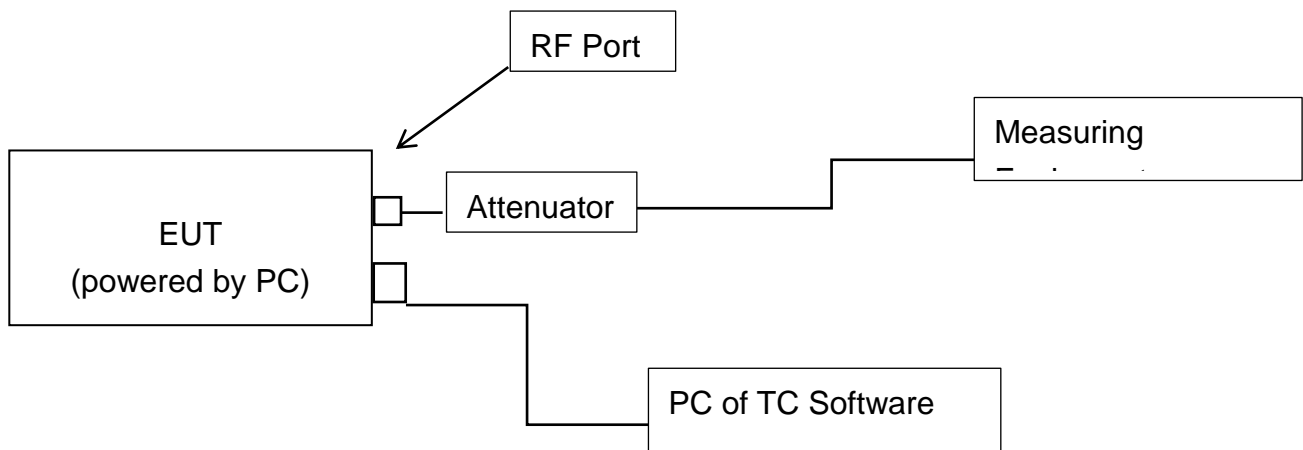 RF Port
Measuring
EUT
(powered by PC)
Attenuator
PC of TC Software